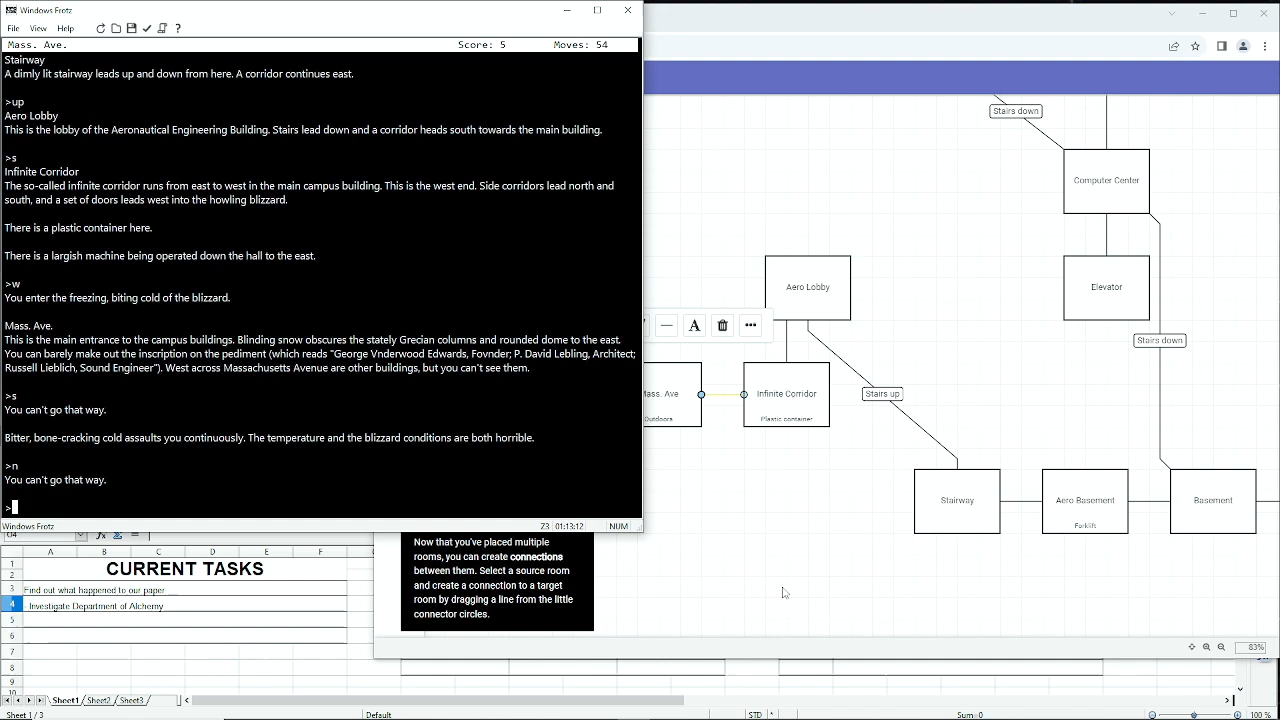 Windows Frotz
File View Help
Mass. Ave. Score: 5 Moves: 54
Stairway
A dimly lit stairway leads up and down from here. A corridor continues east.
>up
Aero Lobby
This is the lobby of the Aeronautical Engineering Building. Stairs lead down and a corridor heads south towards the main building.
>s
Infinite Corridor
The so-called infinite corridor runs from east to west in the main campus building. This is the west end. Side corridors lead north and
south, and a set of doors leads west into the howling blizzard.
There is a plastic container here.
There is a largish machine being operated down the hall to the east.
>w
You enter the freezing, biting cold of the blizzard.
Mass. Ave.
This is the main entrance to the campus buildings. Blinding snow obscures the stately Grecian columns and rounded dome to the east.
You can barely make out the inscription on the pediment (which reads "George Vnderwood Edwards, Fovnder; P. David Lebling, Architect;
Russell Lieblich, Sound Engineer"). West across Massachusetts Avenue are other buildings, but you can't see them.
>s
You can't go that way.
Bitter, bone-cracking cold assaults you continuously. The temperature and the blizzard conditions are both horrible.
>n
You can't go that way.
>
Windows Frotz Z3 01:13:12 NUM
Stairs down
Computer Center
Aero Lobby
Elevator
A
Stairs down
Mass. Ave
Outdoors
Infinite Corridor
Plastic container
Stairs up
Stairway
Aero Basement
Forklift
Basement
Now that you've placed multiple
rooms, you can create connections
between them. Select a source room
and create a connection to a target
room by dragging a line from the little
connector circles.
83%
O4 fx Σ =
A B C D E F
1 CURRENT TASKS
2
3 Find out what happened to our paper
4 Investigate Department of Alchemy
5
6
7
8
9
10
Sheet1 Sheet2 Sheet3
Sheet 1 / 3 Default STD * Sum=0 100 %